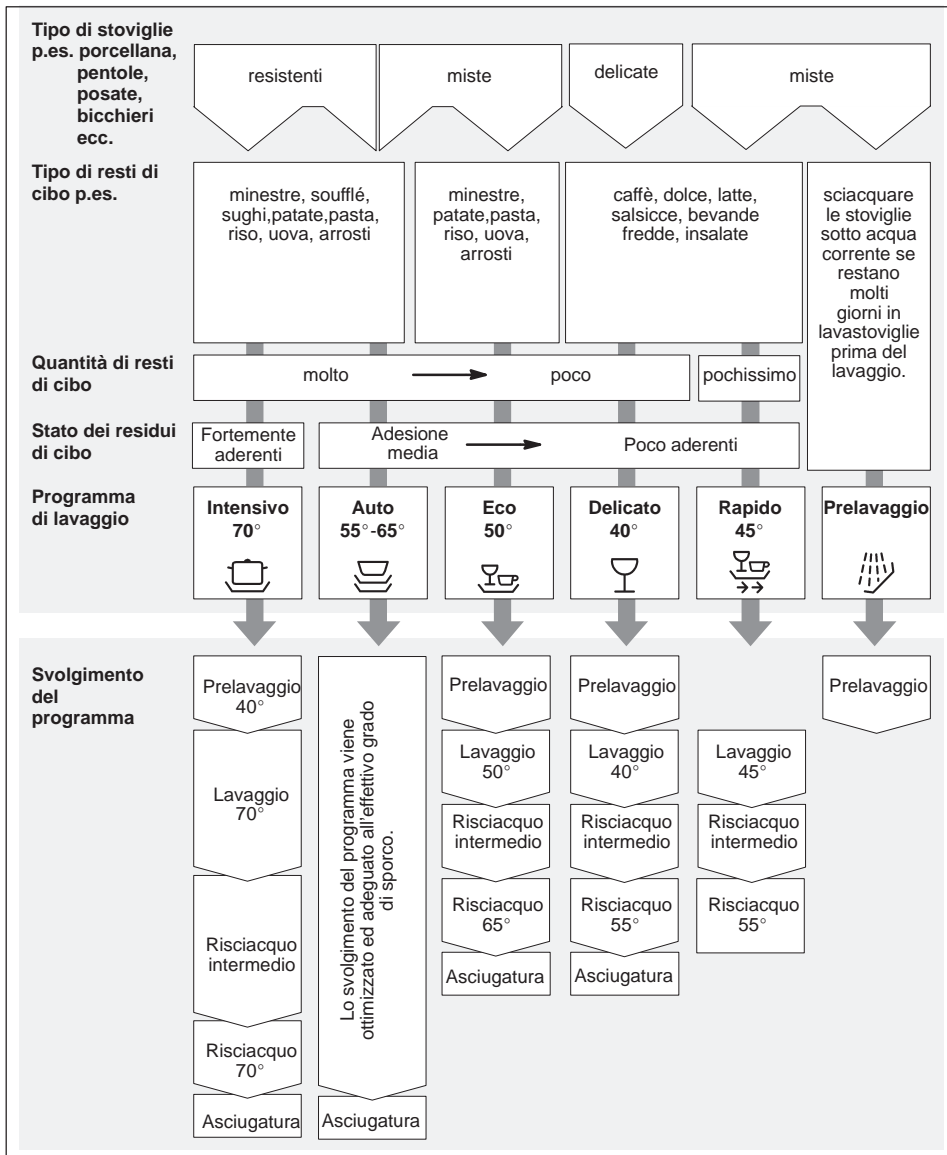 Tipo di stoviglie
p.es. porcellana,
pentole,
posate,
bicchieri
ecc.
resistenti
miste
delicate
miste
Tipo di resti di
cibo p.es.
minestre, soufflé,
sughi,patate,pasta,
riso, uova, arrosti
minestre,
patate,pasta,
riso, uova,
arrosti
caffè, dolce, latte,
salsicce, bevande
fredde, insalate
sciacquare
le stoviglie
sotto acqua
corrente se
restano
molti
giorni in
lavastoviglie
prima del
lavaggio.
Quantità di resti
di cibo
molto
poco
pochissimo
Stato dei residui
di cibo
Fortemente
aderenti
Adesione
media
Poco aderenti
Programma
di lavaggio
Intensivo
70°
Auto
55°-65°
Eco
50°
Delicato
40°
Rapido
45°
Prelavaggio
Svolgimento
del
programma
Prelavaggio
40°
Lavaggio
70°
Risciacquo
intermedio
Risciacquo
70°
Asciugatura
Lo svolgimento del programma viene
ottimizzato ed adeguato all'effettivo grado
di sporco.
Asciugatura
Prelavaggio
Lavaggio
50°
Risciacquo
intermedio
Risciacquo
65°
Asciugatura
Prelavaggio
Lavaggio
40°
Risciacquo
intermedio
Risciacquo
55°
Asciugatura
Lavaggio
45°
Risciacquo
intermedio
Risciacquo
55°
Prelavaggio